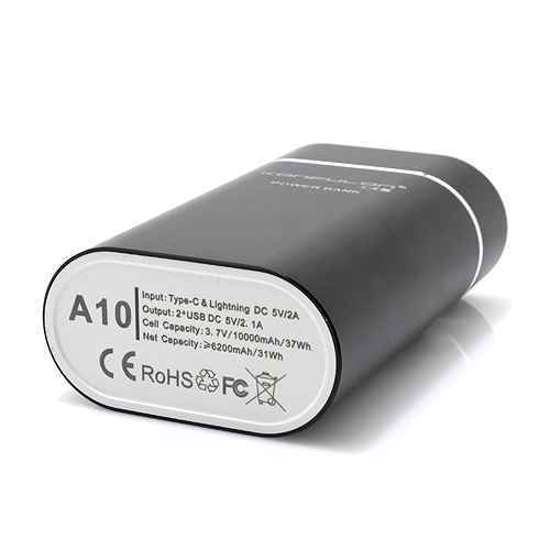 POWER BANK
A10
Input: Type-C & Lightning DC 5V/2A
Output: 2*USB DC 5V/2. 1A
Cell Capacity: 3. 7V/10000mAh/37Wh
Net Capacity: ≥6200mAh/31Wh
CE RoHS FC